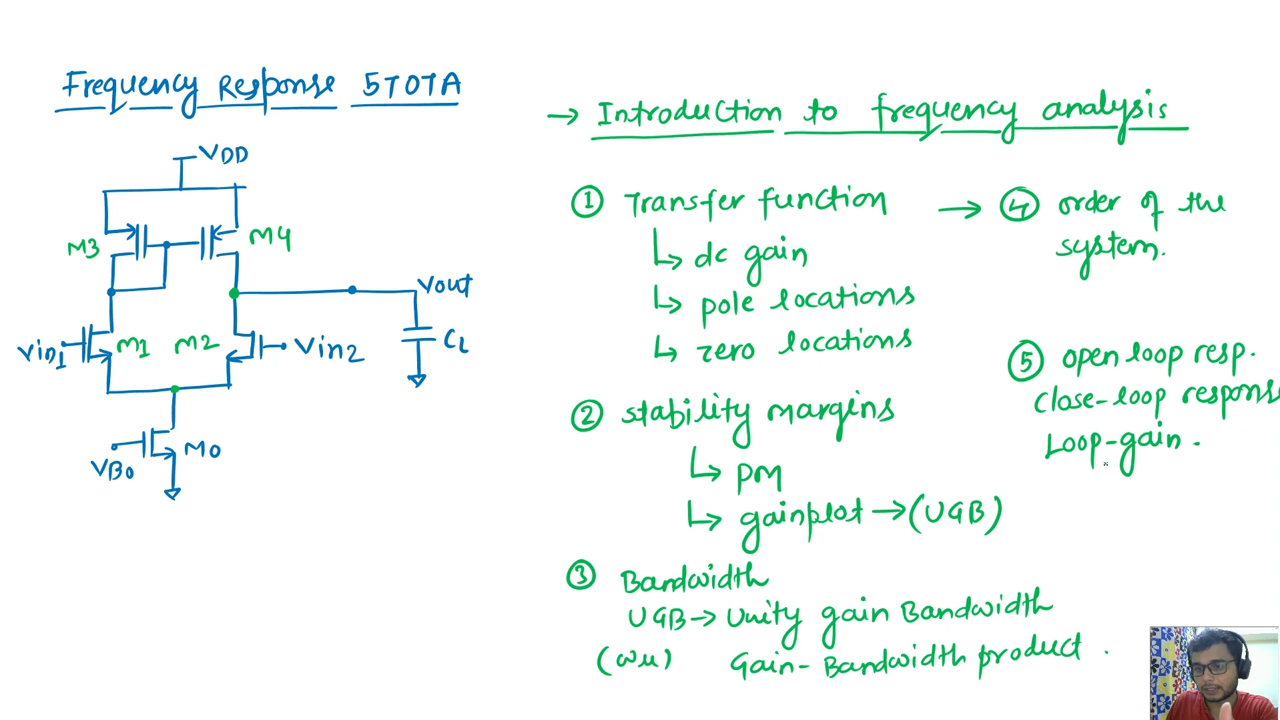 Frequency Response 5TOTA
VDD
M3
M4
Vout
Vin1
M1
M2
Vin2
CL
VB0
M0
→ Introduction to frequency analysis
① Transfer function
↳ dc gain
↳ pole locations
↳ zero locations
② stability margins
↳ PM
↳ gainplot → (UGB)
③ Bandwidth
UGB → Unity gain Bandwidth
(ωu) Gain-Bandwidth product.
→ ④ order of the
system.
⑤ open loop resp.
Close-loop response
Loop-gain.